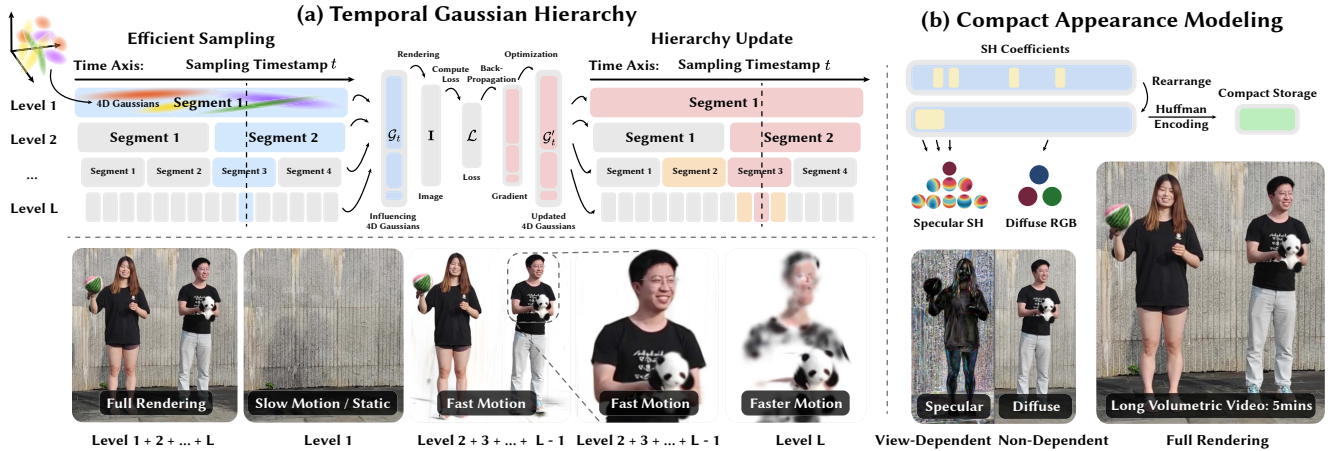 (a) Temporal Gaussian Hierarchy
Efficient Sampling
Time Axis: Sampling Timestamp t
Level 1
4D Gaussians
Segment 1
Level 2
Segment 1
Segment 2
...
Segment 1
Segment 2
Segment 3
Segment 4
Level L
Rendering
Compute
Loss
Back-
Propagation
Optimization
𝒢t
I
ℒ
𝒢′t
Image
Loss
Gradient
Influencing
4D Gaussians
Updated
4D Gaussians
Hierarchy Update
Time Axis: Sampling Timestamp t
Segment 1
Segment 1
Segment 2
Segment 1
Segment 2
Segment 3
Segment 4
Full Rendering
Slow Motion / Static
Fast Motion
Fast Motion
Faster Motion
Level 1 + 2 + ... + L
Level 1
Level 2 + 3 + ... + L - 1
Level 2 + 3 + ... + L - 1
Level L
(b) Compact Appearance Modeling
SH Coefficients
Rearrange
Huffman
Encoding
Compact Storage
Specular SH
Diffuse RGB
Specular
Diffuse
Long Volumetric Video: 5mins
View-Dependent
Non-Dependent
Full Rendering